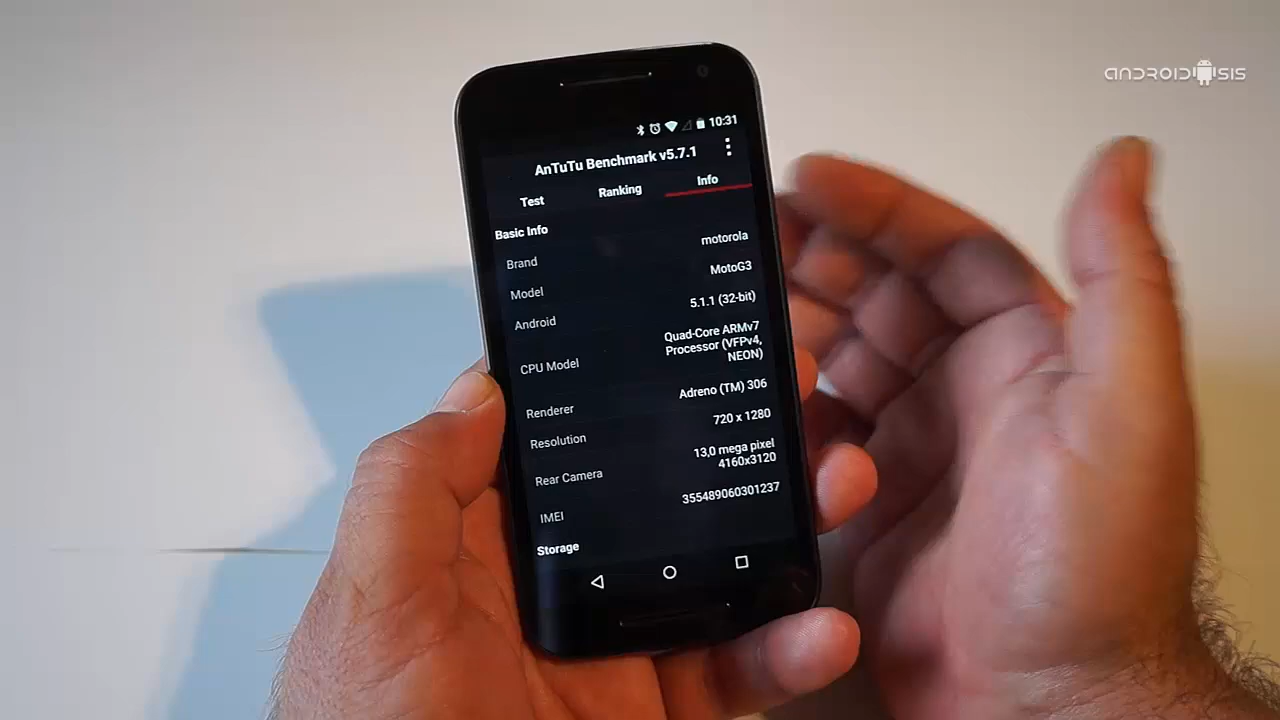 ANDROIDSIS
10:31
AnTuTu Benchmark v5.7.1
Test Ranking Info
Basic Info
Brand motorola
Model MotoG3
Android 5.1.1 (32-bit)
CPU Model Quad-Core ARMv7
Processor (VFPv4,
NEON)
Renderer Adreno (TM) 306
Resolution 720 x 1280
Rear Camera 13,0 mega pixel
4160x3120
IMEI 355489060301237
Storage